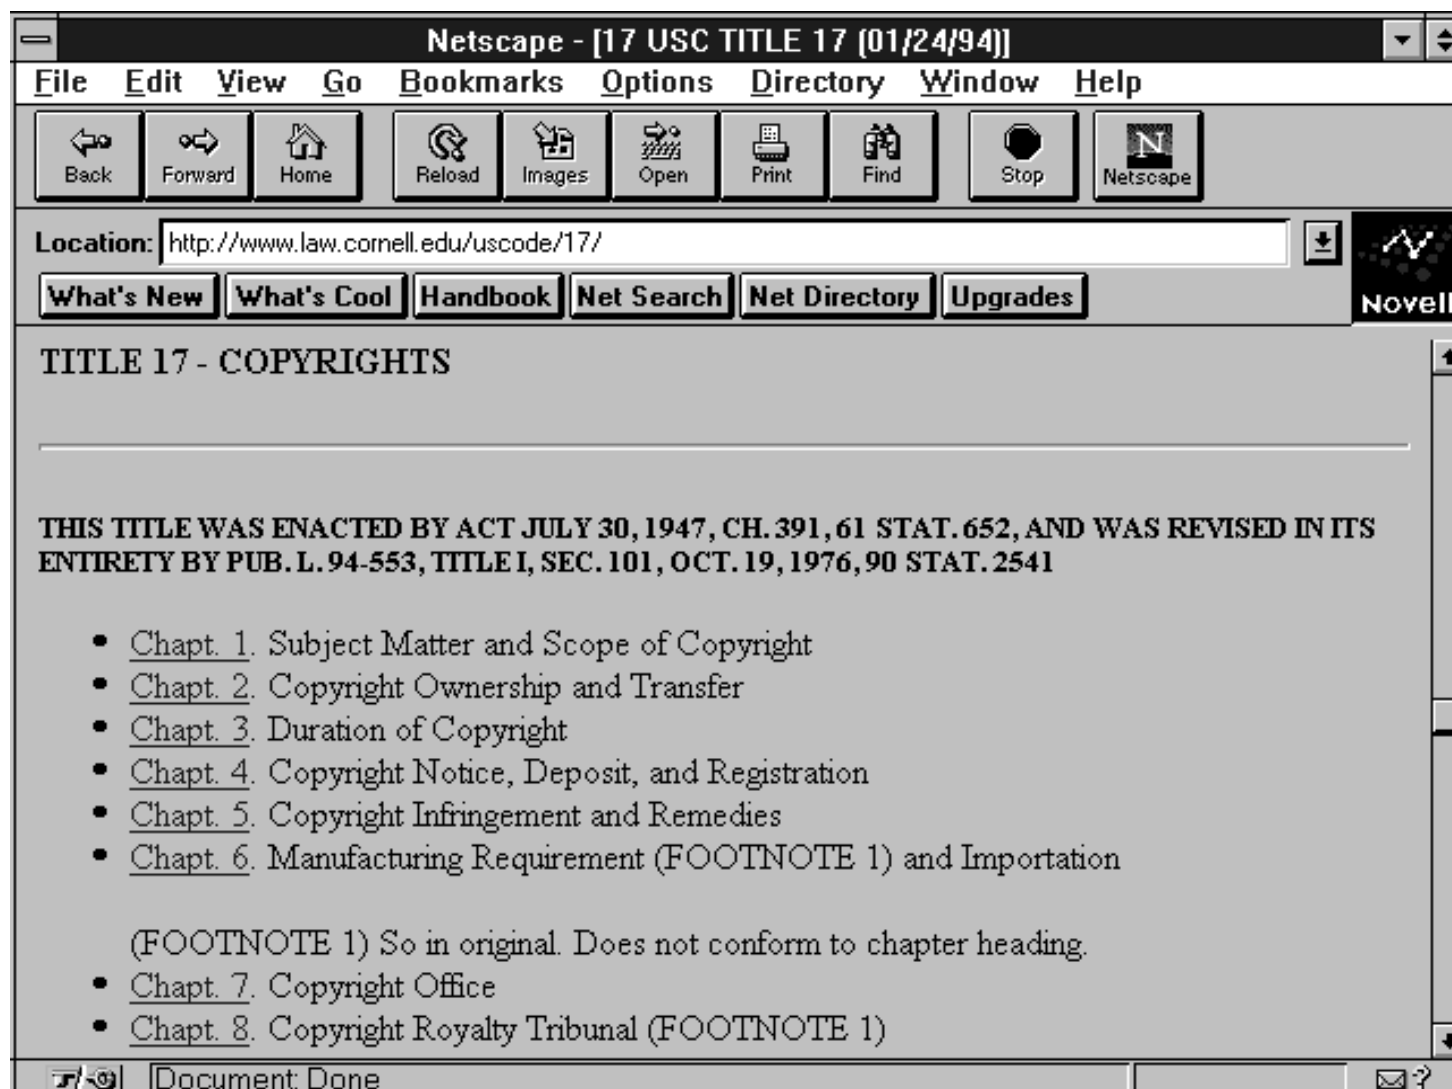 Netscape - [17 USC TITLE 17 (01/24/94)]
File Edit View Go Bookmarks Options Directory Window Help
Back Forward Home Reload Images Open Print Find Stop Netscape
N
Location: http://www.law.cornell.edu/uscode/17/
What's New What's Cool Handbook Net Search Net Directory Upgrades
Novell
TITLE 17 - COPYRIGHTS
THIS TITLE WAS ENACTED BY ACT JULY 30, 1947, CH. 391, 61 STAT. 652, AND WAS REVISED IN ITS
ENTIRETY BY PUB. L. 94-553, TITLE I, SEC. 101, OCT. 19, 1976, 90 STAT. 2541
• Chapt. 1. Subject Matter and Scope of Copyright
• Chapt. 2. Copyright Ownership and Transfer
• Chapt. 3. Duration of Copyright
• Chapt. 4. Copyright Notice, Deposit, and Registration
• Chapt. 5. Copyright Infringement and Remedies
• Chapt. 6. Manufacturing Requirement (FOOTNOTE 1) and Importation
(FOOTNOTE 1) So in original. Does not conform to chapter heading.
• Chapt. 7. Copyright Office
• Chapt. 8. Copyright Royalty Tribunal (FOOTNOTE 1)
Document: Done ?